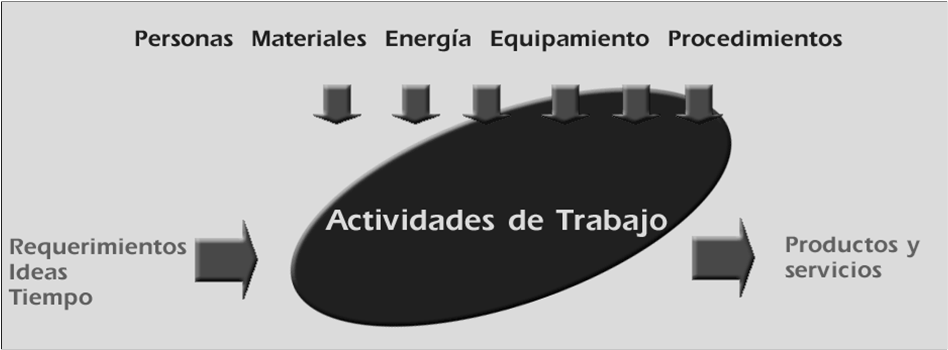 Personas Materiales Energía Equipamiento Procedimientos
Actividades de Trabajo
Requerimientos
Ideas
Tiempo
Productos y
servicios